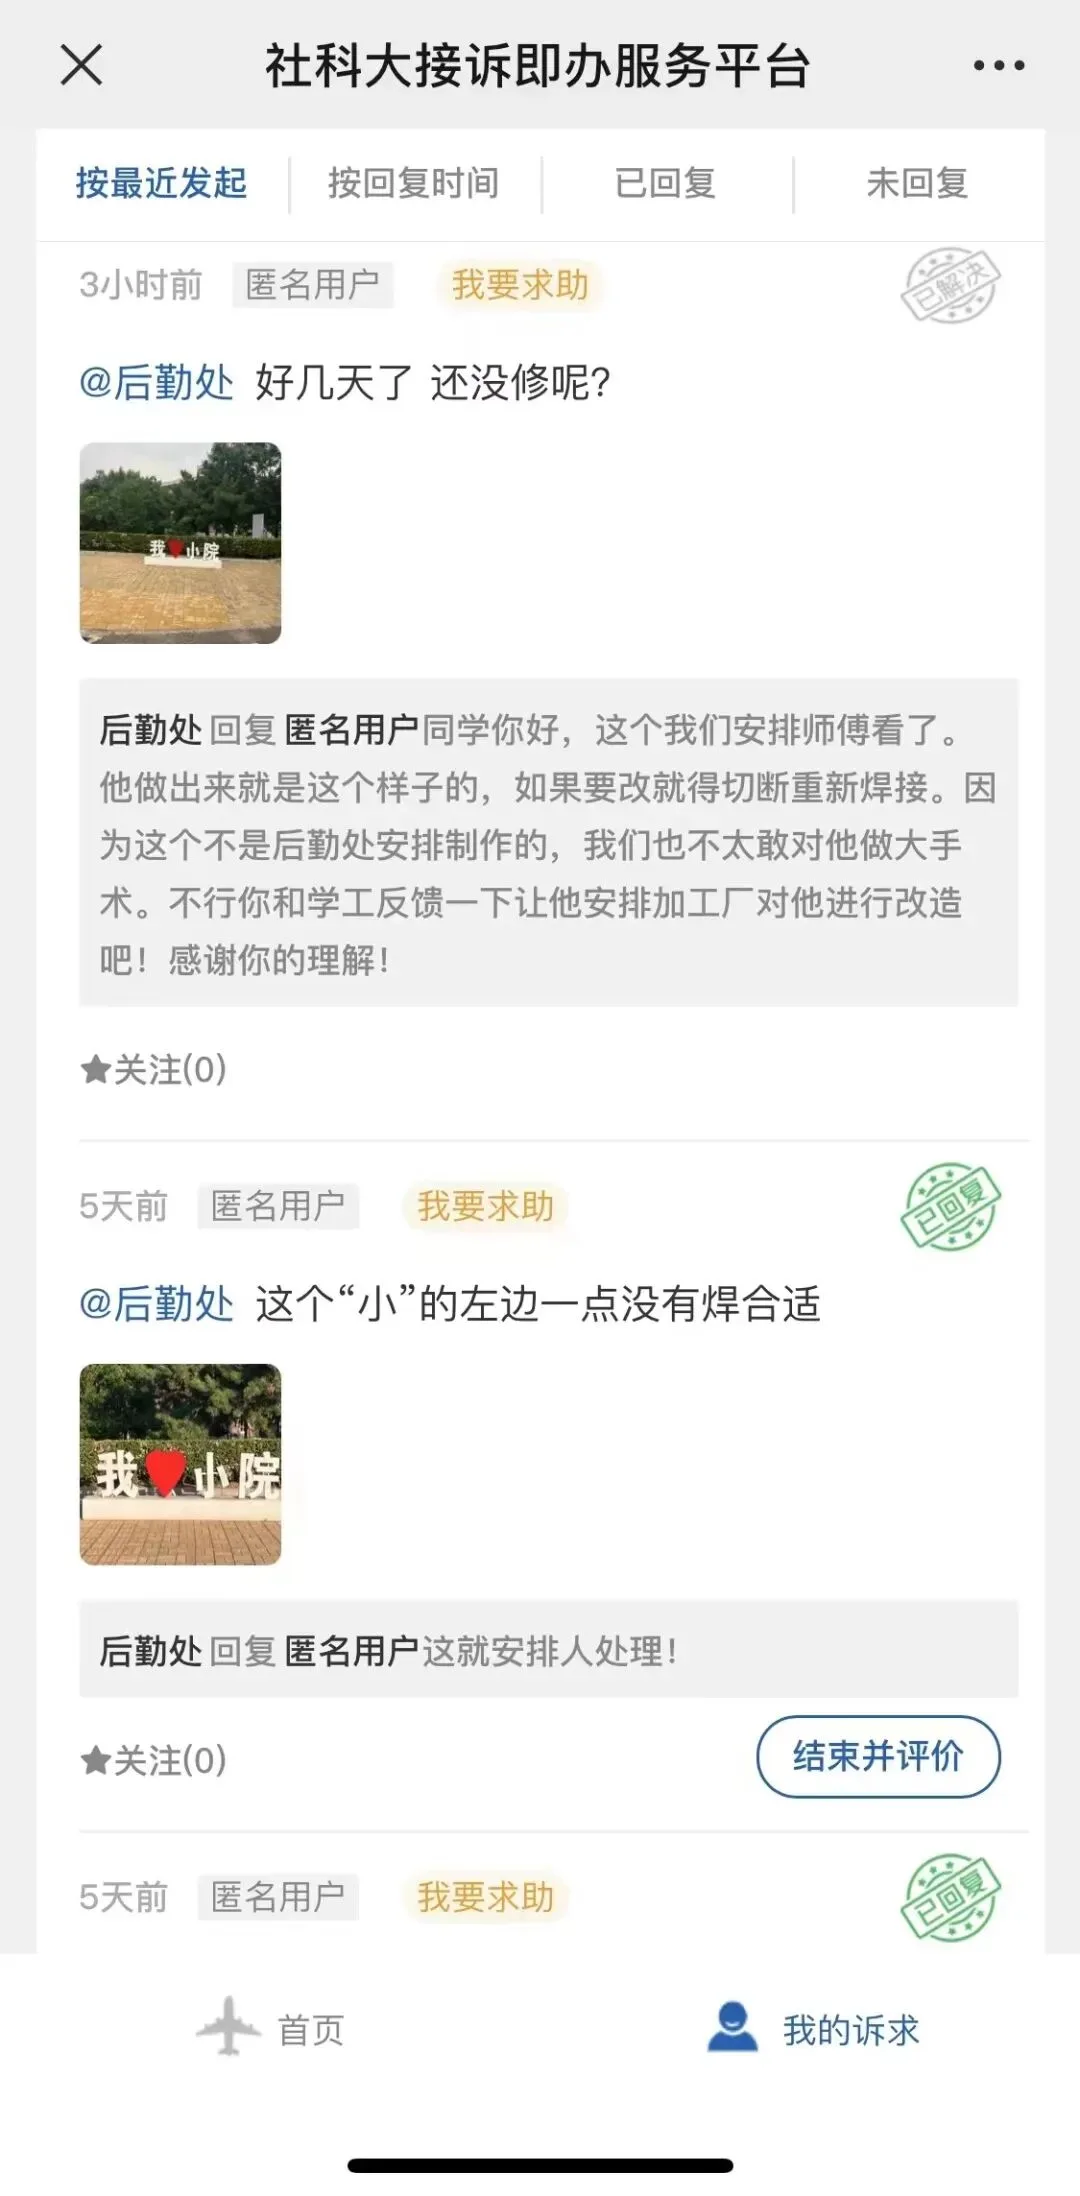 社科大接诉即办服务平台
按最近发起
按回复时间
已回复
未回复
3小时前 匿名用户 我要求助 已解决
@后勤处 好几天了 还没修呢?
我❤小院
后勤处 回复 匿名用户同学你好，这个我们安排师傅看了。
他做出来就是这个样子的，如果要改就得切断重新焊接。因
为这个不是后勤处安排制作的，我们也不太敢对他做大手
术。不行你和学工反馈一下让他安排加工厂对他进行改造
吧！感谢你的理解！
★关注(0)
5天前 匿名用户 我要求助 已回复
@后勤处 这个“小”的左边一点没有焊合适
我❤小院
后勤处 回复 匿名用户这就安排人处理！
★关注(0)
结束并评价
5天前 匿名用户 我要求助 已回复
首页
我的诉求